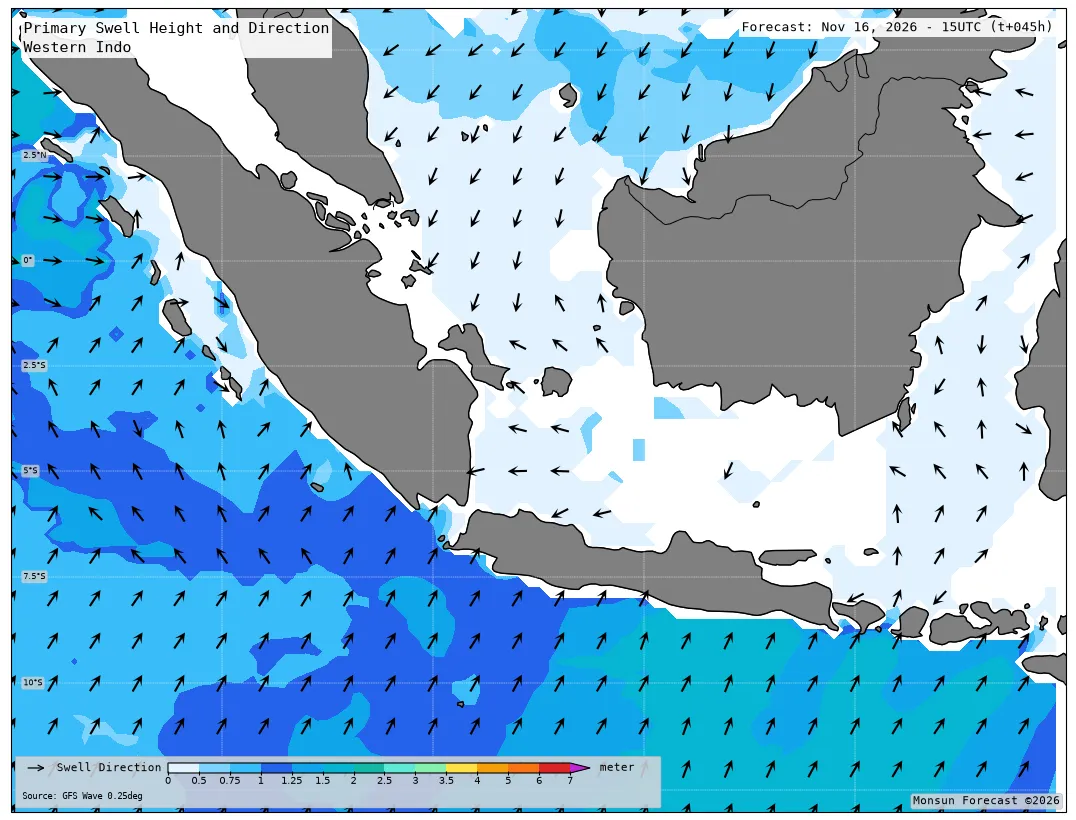 Primary Swell Height and Direction
Western Indo
Forecast: Nov 16, 2026 - 15UTC (t+045h)
2.5°N
0°
2.5°S
5°S
7.5°S
10°S
Swell Direction
0 0.5 0.75 1 1.25 1.5 2 2.5 3 3.5 4 5 6 7
meter
Source: GFS Wave 0.25deg
Monsun Forecast ©2026